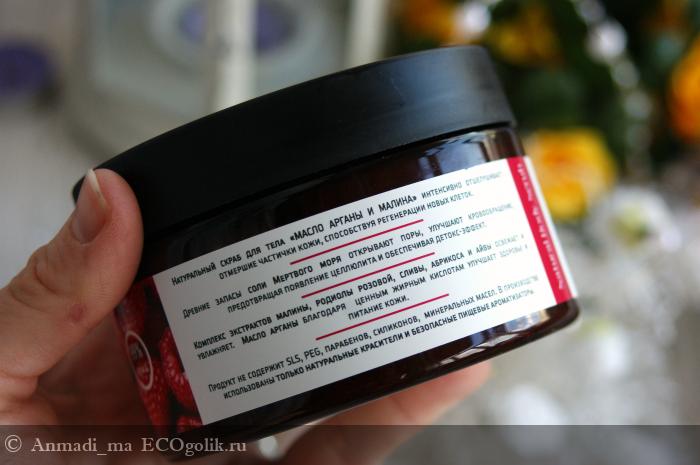 Натуральный скраб для тела «МАСЛО АРГАНЫ И МАЛИНА» интенсивно отшелушивает
отмершие частички кожи, способствуя регенерации новых клеток.
Древние запасы соли Мертвого моря открывают поры, улучшают кровообращение,
предотвращая появление целлюлита и обеспечивая детокс-эффект.
Комплекс экстрактов малины, родиолы розовой, сливы, абрикоса и айвы освежает и
увлажняет. Масло арганы благодаря ценным жирным кислотам улучшает здоровье и
питание кожи.
Продукт не содержит SLS, PEG, парабенов, силиконов, минеральных масел. В производстве
использованы только натуральные красители и безопасные пищевые ароматизаторы
natural body scrub
© Anmadi_ma ECOgolik.ru